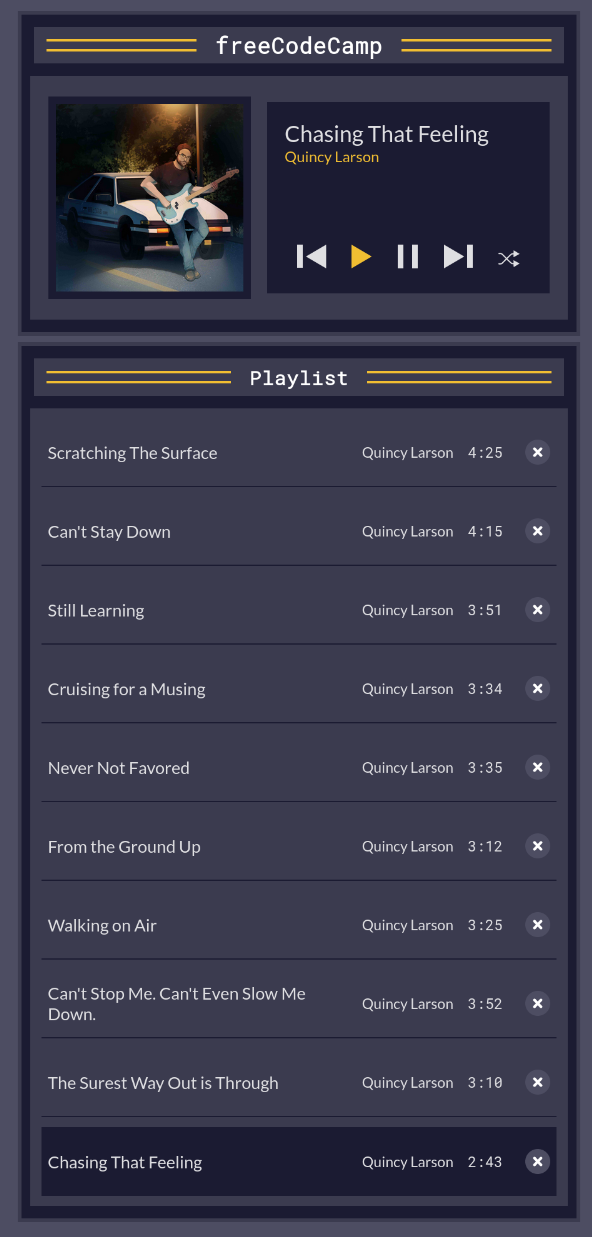 freeCodeCamp
Chasing That Feeling
Quincy Larson
Playlist
Scratching The Surface Quincy Larson 4:25
Can't Stay Down Quincy Larson 4:15
Still Learning Quincy Larson 3:51
Cruising for a Musing Quincy Larson 3:34
Never Not Favored Quincy Larson 3:35
From the Ground Up Quincy Larson 3:12
Walking on Air Quincy Larson 3:25
Can't Stop Me. Can't Even Slow Me
Down. Quincy Larson 3:52
The Surest Way Out is Through Quincy Larson 3:10
Chasing That Feeling Quincy Larson 2:43